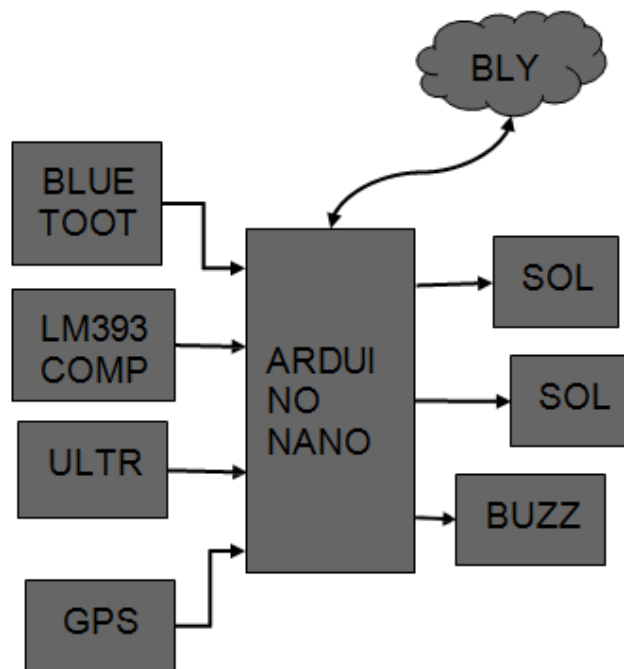 BLY
BLUE
TOOT
LM393
COMP
ULTR
GPS
ARDUI
NO
NANO
SOL
SOL
BUZZ